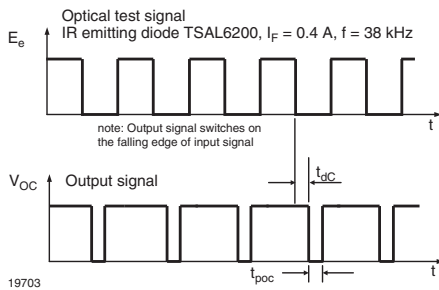 Optical test signal
IR emitting diode TSAL6200, IF = 0.4 A, f = 38 kHz
Ee
t
note: Output signal switches on
the falling edge of input signal
tdC
VOC
Output signal
t
tpoc
19703